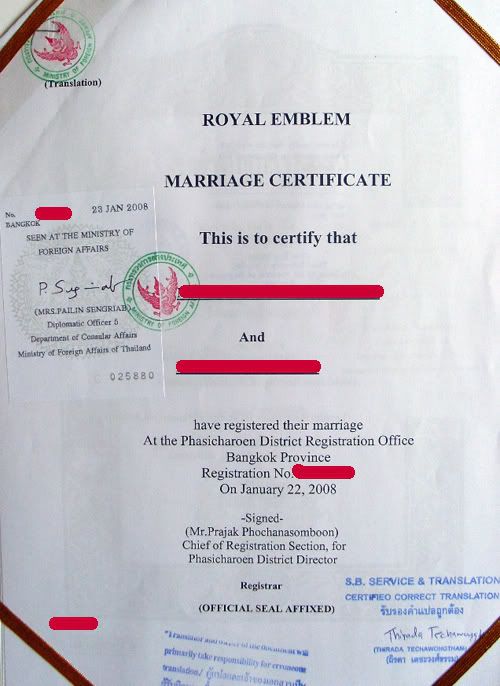 (Translation)
ROYAL EMBLEM
MARRIAGE CERTIFICATE
No.
23 JAN 2008
BANGKOK
SEEN AT THE MINISTRY OF
FOREIGN AFFAIRS
(MRS.PAILIN SENGRIAB)
Diplomatic Officer 5
Department of Consular Affairs
Ministry of Foreign Affairs of Thailand
C 025880
This is to certify that
And
have registered their marriage
At the Phasicharoen District Registration Office
Bangkok Province
Registration No.
On January 22, 2008
-Signed-
(Mr.Prajak Phochanasomboon)
Chief of Registration Section, for
Phasicharoen District Director
Registrar
(OFFICIAL SEAL AFFIXED)
S.B. SERVICE & TRANSLATION
CERTIFIED CORRECT TRANSLATION
รับรองคำแปลถูกต้อง
Thirada Techawongtham
(THIRADA TECHAWONGTHAM)
primarily take responsibility for erroneous
translation/